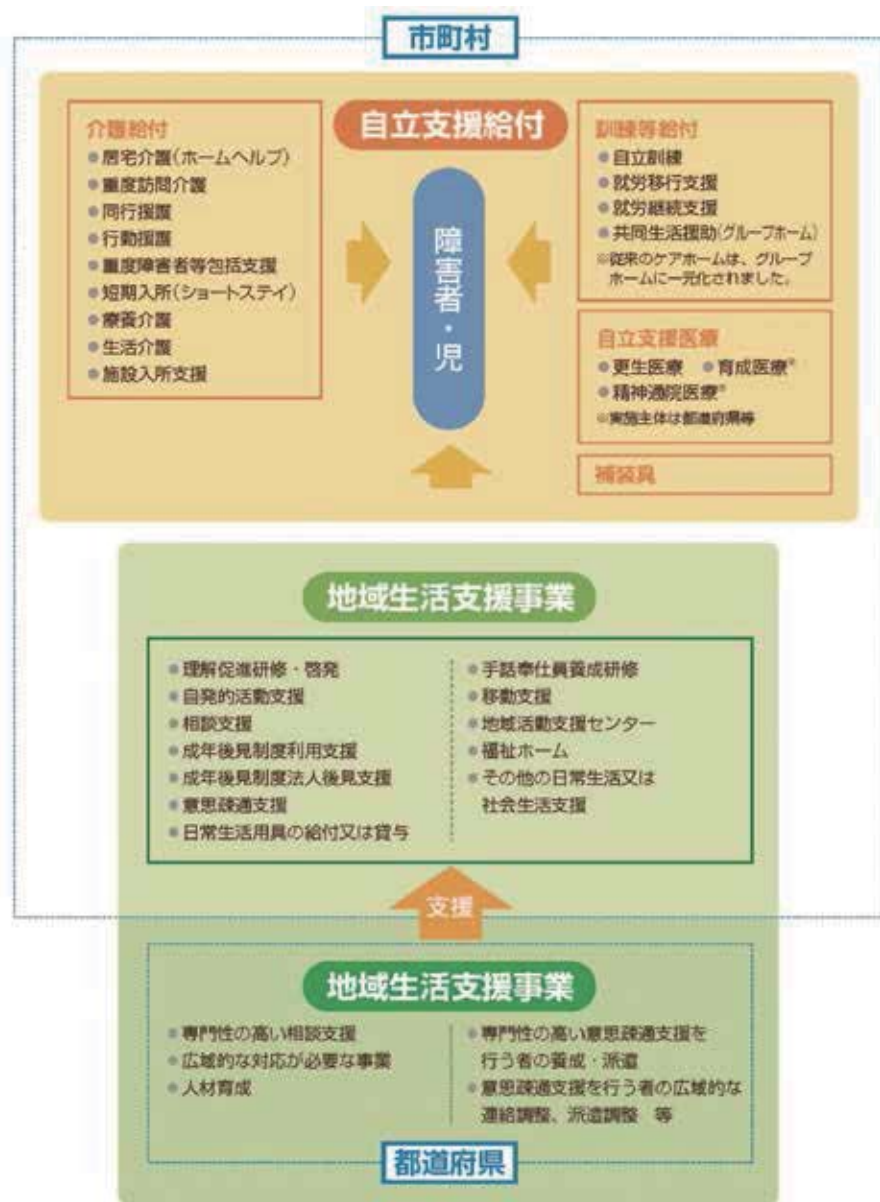 市町村
自立支援給付
介護給付
●居宅介護(ホームヘルプ)
●重度訪問介護
●同行援護
●行動援護
●重度障害者等包括支援
●短期入所(ショートステイ)
●療養介護
●生活介護
●施設入所支援
障害者・児
訓練等給付
●自立訓練
●就労移行支援
●就労継続支援
●共同生活援助(グループホーム)
※従来のケアホームは、グループ
ホームに一元化されました。
自立支援医療
●更生医療 ●育成医療※
●精神通院医療※
※実施主体は都道府県等
補装具
地域生活支援事業
●理解促進研修・啓発
●自発的活動支援
●相談支援
●成年後見制度利用支援
●成年後見制度法人後見支援
●意思疎通支援
●日常生活用具の給付又は貸与
●手話奉仕員養成研修
●移動支援
●地域活動支援センター
●福祉ホーム
●その他の日常生活又は
社会生活支援
支援
地域生活支援事業
●専門性の高い相談支援
●広域的な対応が必要な事業
●人材育成
●専門性の高い意思疎通支援を
行う者の養成・派遣
●意思疎通支援を行う者の広域的な
連絡調整、派遣調整 等
都道府県